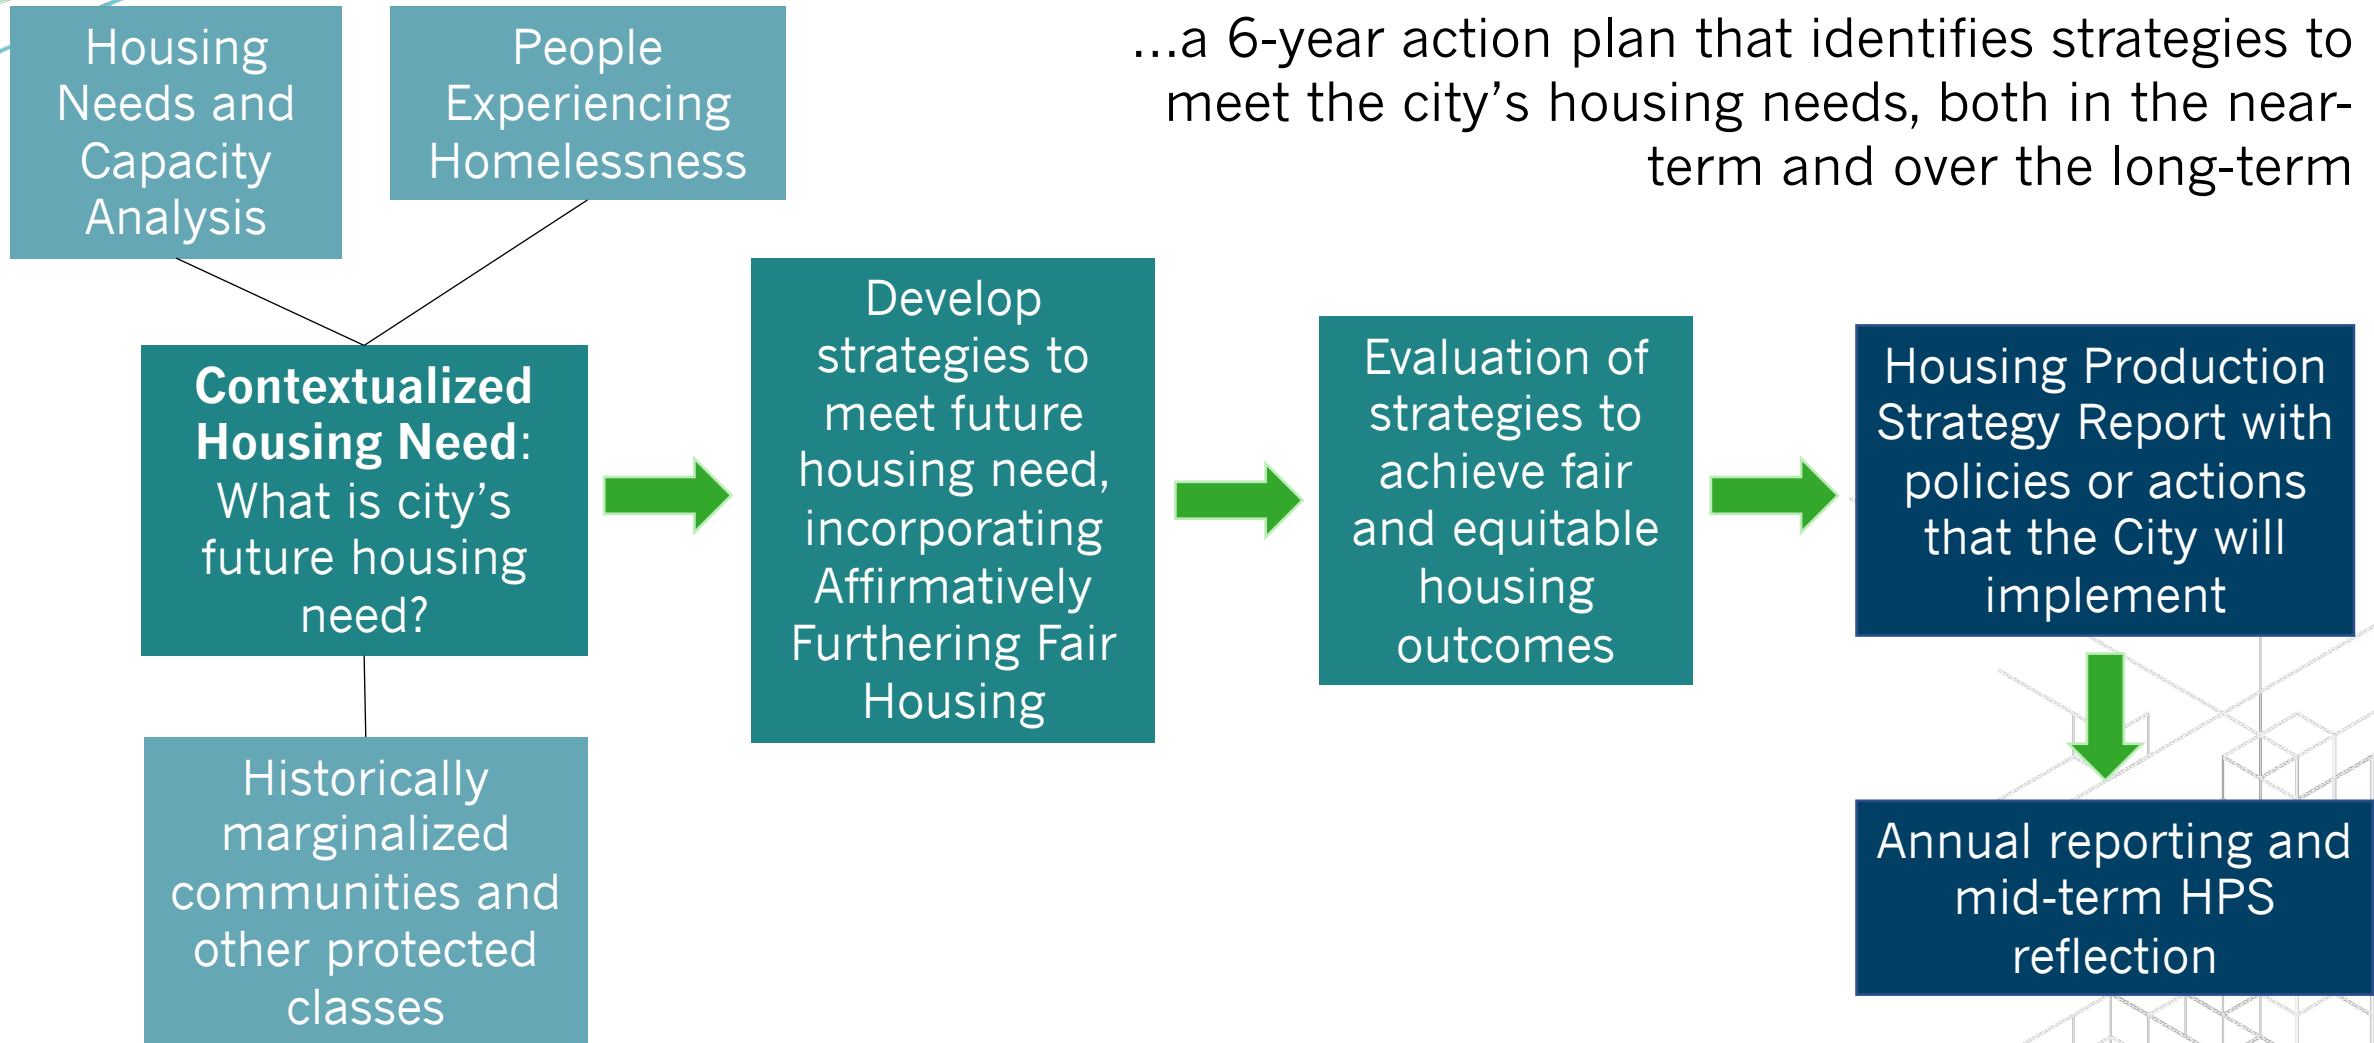 Housing
Needs and
Capacity
Analysis
People
Experiencing
Homelessness
...a 6-year action plan that identifies strategies to
meet the city’s housing needs, both in the near-
term and over the long-term
Contextualized
Housing Need:
What is city’s
future housing
need?
Historically
marginalized
communities and
other protected
classes
Develop
strategies to
meet future
housing need,
incorporating
Affirmatively
Furthering Fair
Housing
Evaluation of
strategies to
achieve fair
and equitable
housing
outcomes
Housing Production
Strategy Report with
policies or actions
that the City will
implement
Annual reporting and
mid-term HPS
reflection